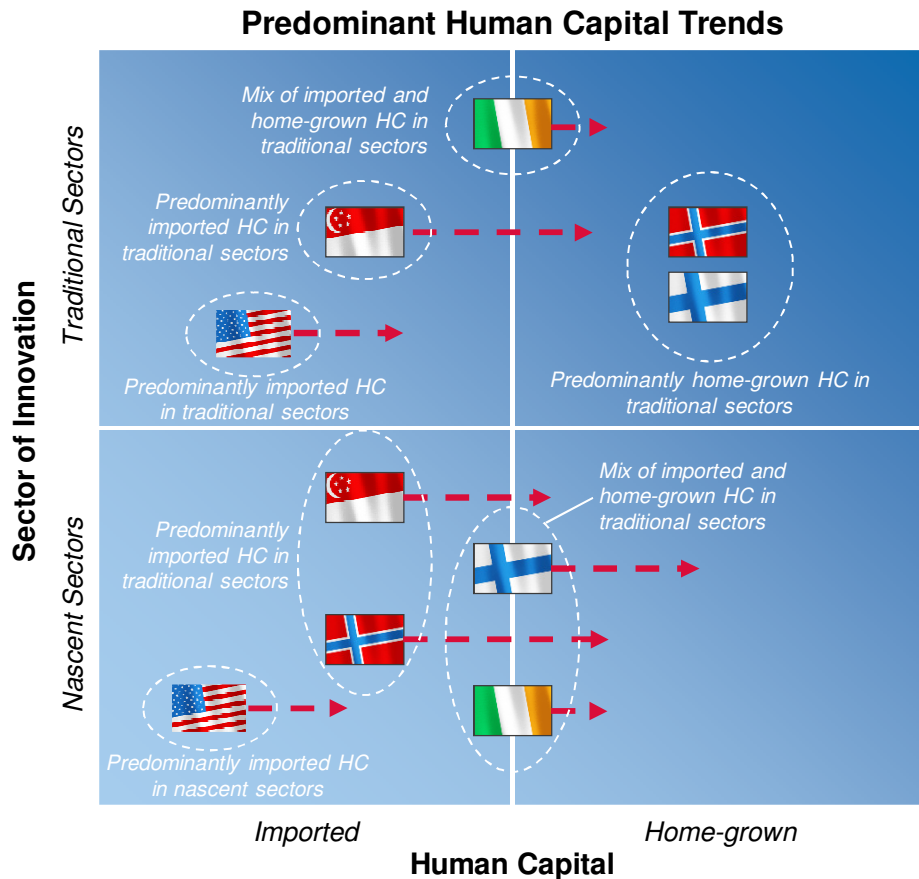 Predominant Human Capital Trends
Mix of imported and
home-grown HC in
traditional sectors
Predominantly
imported HC in
traditional sectors
Predominantly imported HC
in traditional sectors
Predominantly home-grown HC in
traditional sectors
Mix of imported and
home-grown HC in
traditional sectors
Predominantly
imported HC in
traditional sectors
Predominantly imported HC
in nascent sectors
Sector of Innovation
Traditional Sectors
Nascent Sectors
Imported
Home-grown
Human Capital